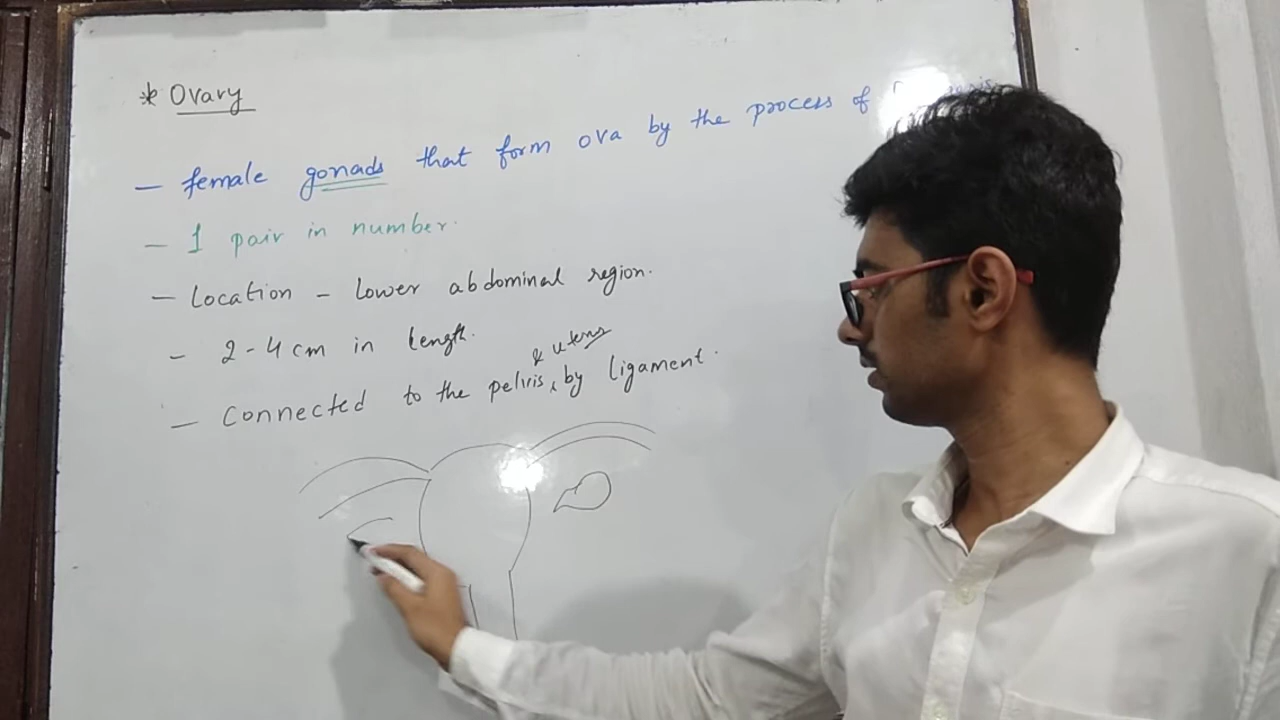 * Ovary
— female gonads that form ova by the process of
— 1 pair in number.
— Location - Lower abdominal region.
- 2-4 cm in length.
& uterus
— Connected to the pelvis, by ligament.